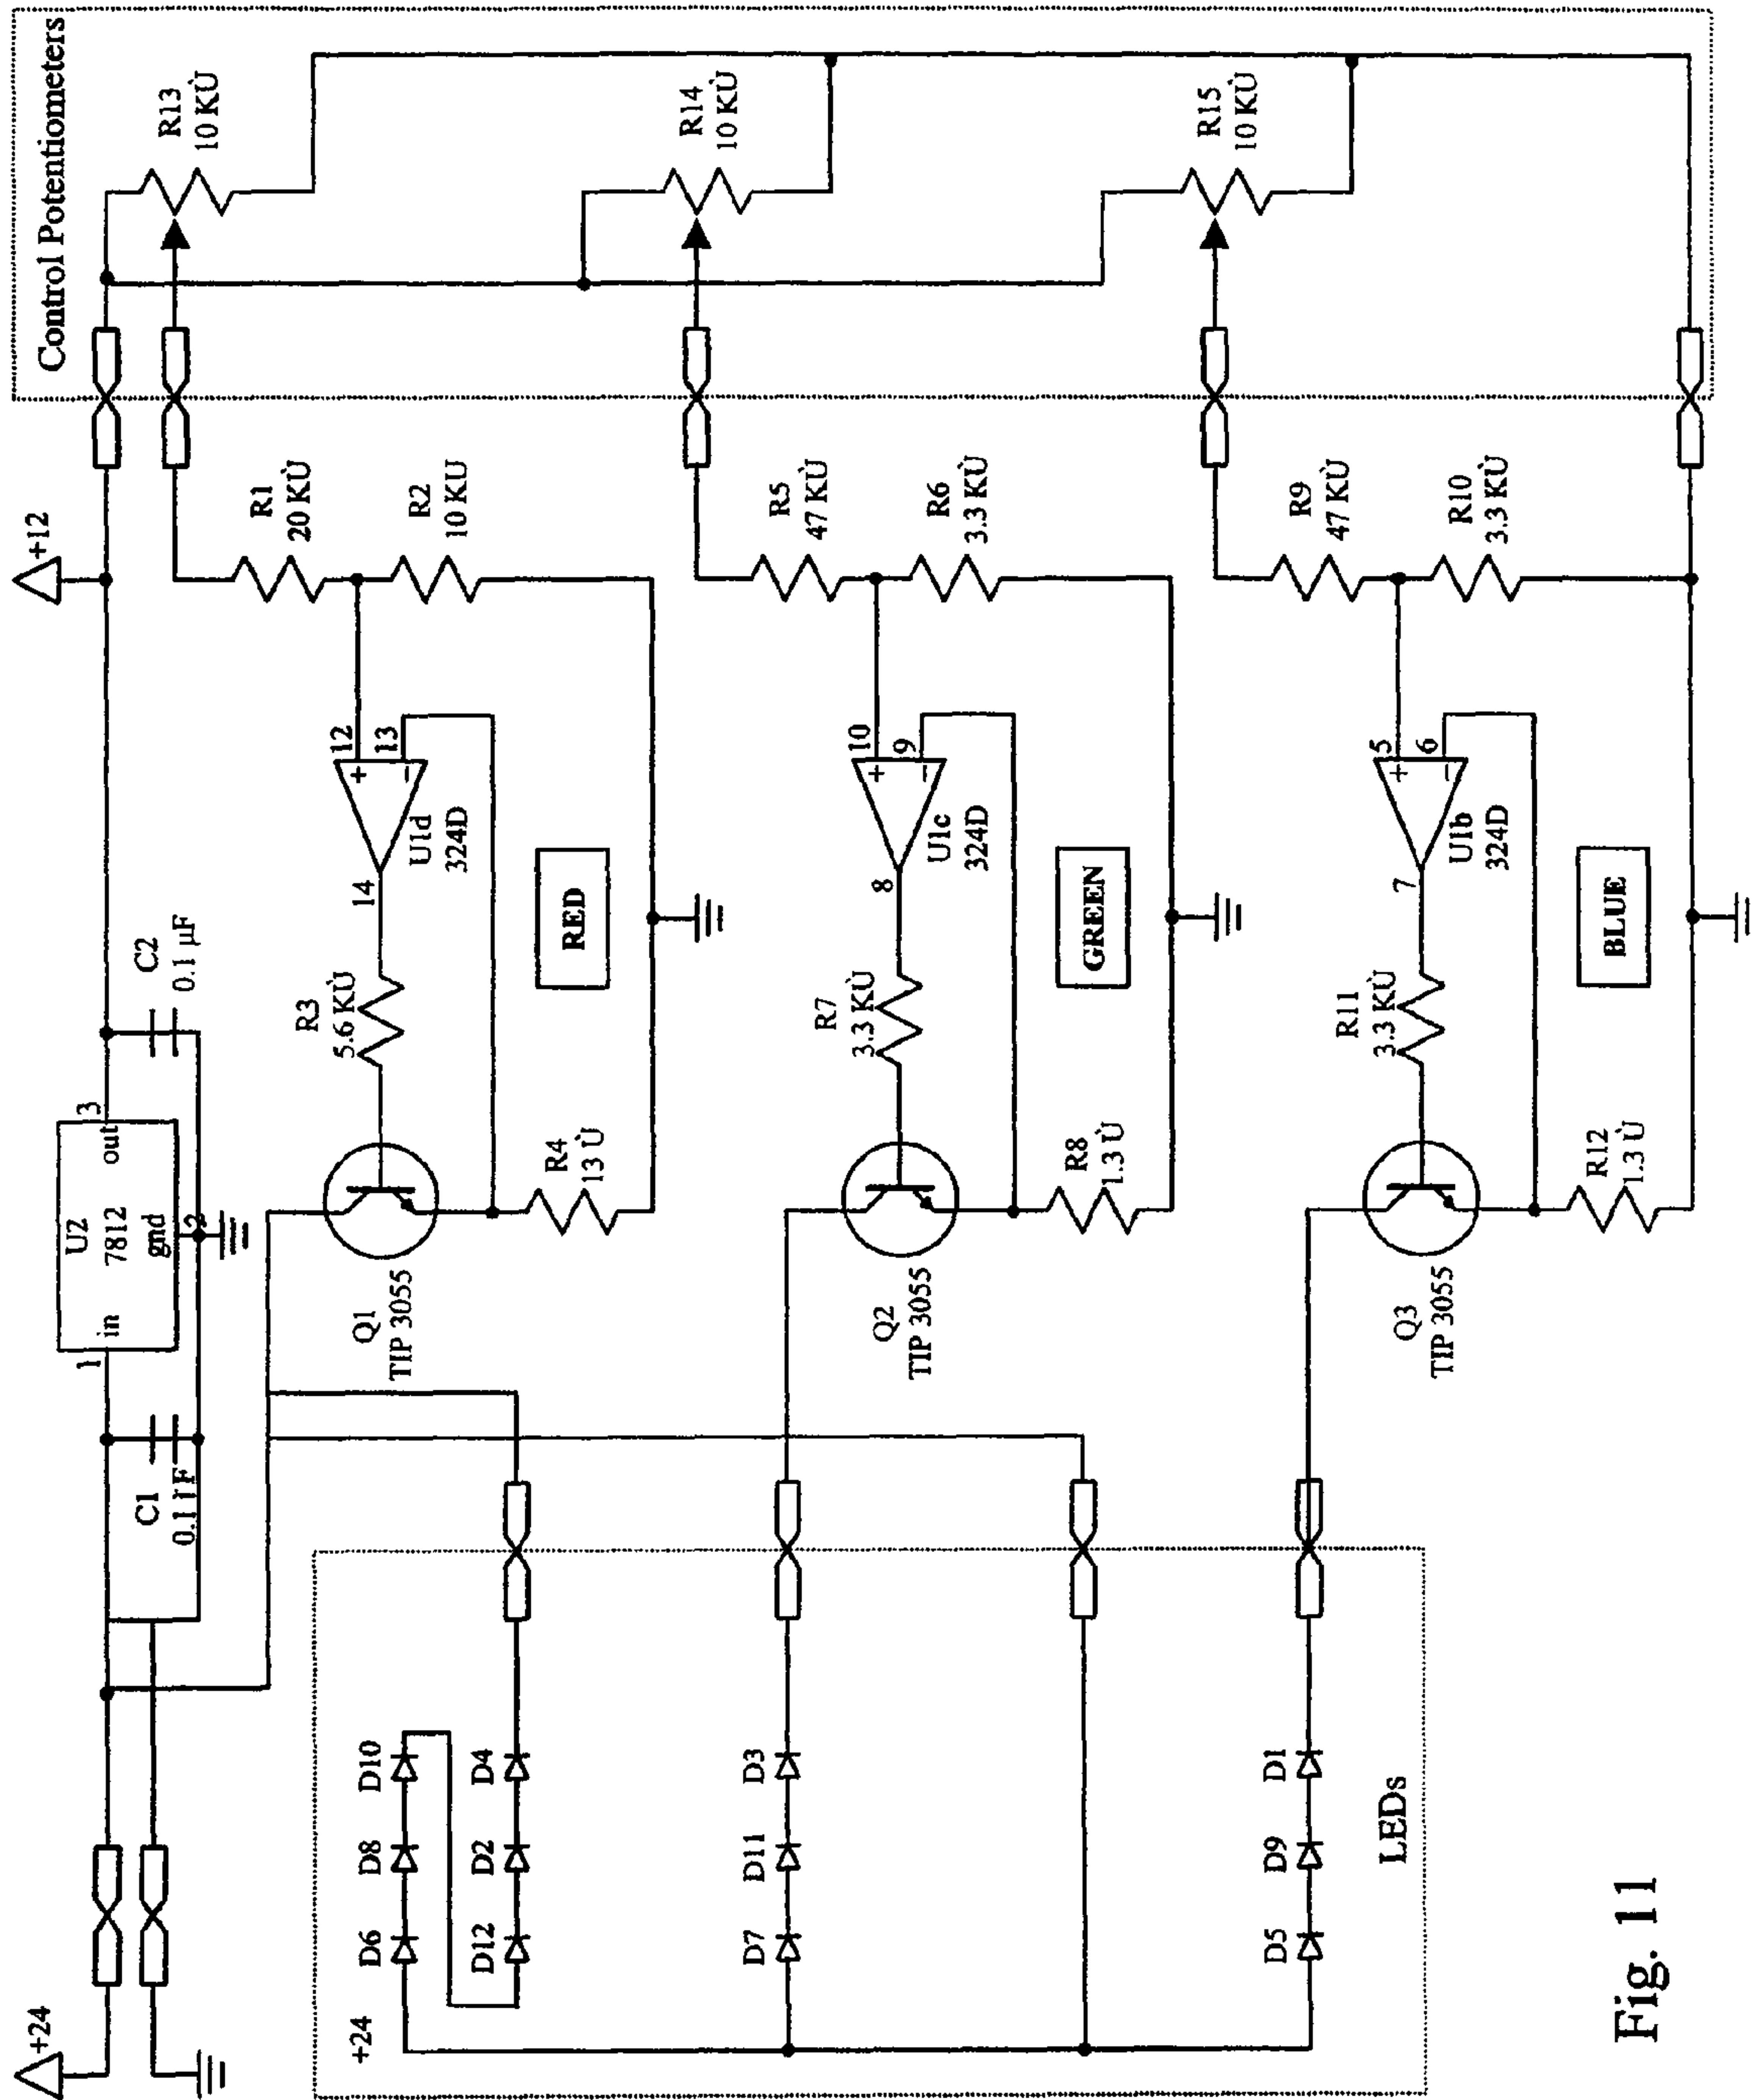 Control Potentiometers
R13
10 KÙ
R14
10 KÙ
R15
10 KÙ
+12
R1
20 KÙ
R2
10 KU
R5
47 KÙ
R6
3.3 KÙ
R9
47 KÙ
R10
3.3 KÙ
12
13
+
−
U1d
324D
14
10
9
+
−
U1c
324D
8
5
6
+
−
U1b
324D
7
RED
GREEN
BLUE
C2
0.1 µF
R3
5.6 KÙ
R7
3.3 KÙ
R11
3.3 KÙ
U2
7812
in
out
gnd
1
2
3
R4
13 Ù
R8
1.3 Ù
R12
1.3 Ù
Q1
TIP 3055
Q2
TIP 3055
Q3
TIP 3055
C1
+24
D10
D8
D6
D4
D2
D12
D3
D11
D7
D1
D9
D5
+24
LEDs
Fig. 11